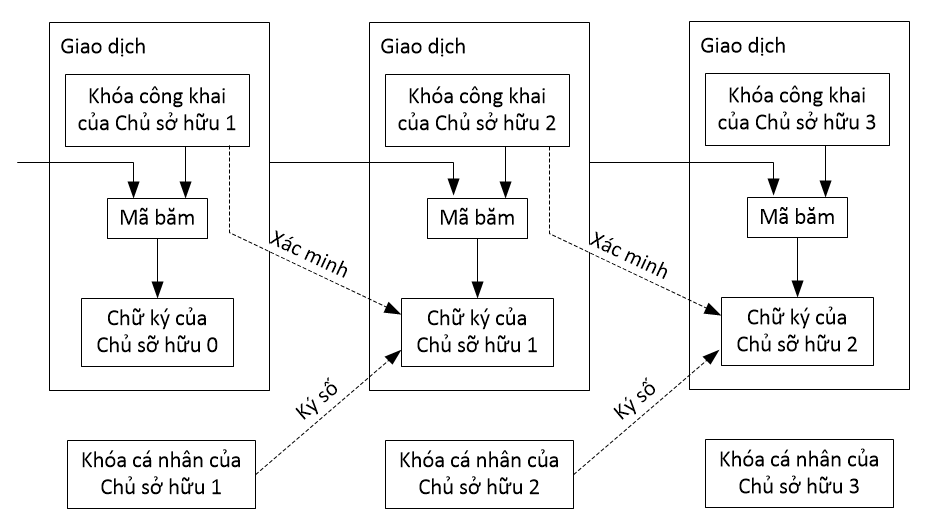 Giao dịch
Khóa công khai
của Chủ sở hữu 1
Mã băm
Chữ ký của
Chủ sỡ hữu 0
Giao dịch
Khóa công khai
của Chủ sở hữu 2
Mã băm
Chữ ký của
Chủ sỡ hữu 1
Giao dịch
Khóa công khai
của Chủ sở hữu 3
Mã băm
Chữ ký của
Chủ sỡ hữu 2
Xác minh
Xác minh
Ký số
Ký số
Khóa cá nhân của
Chủ sở hữu 1
Khóa cá nhân của
Chủ sở hữu 2
Khóa cá nhân của
Chủ sở hữu 3